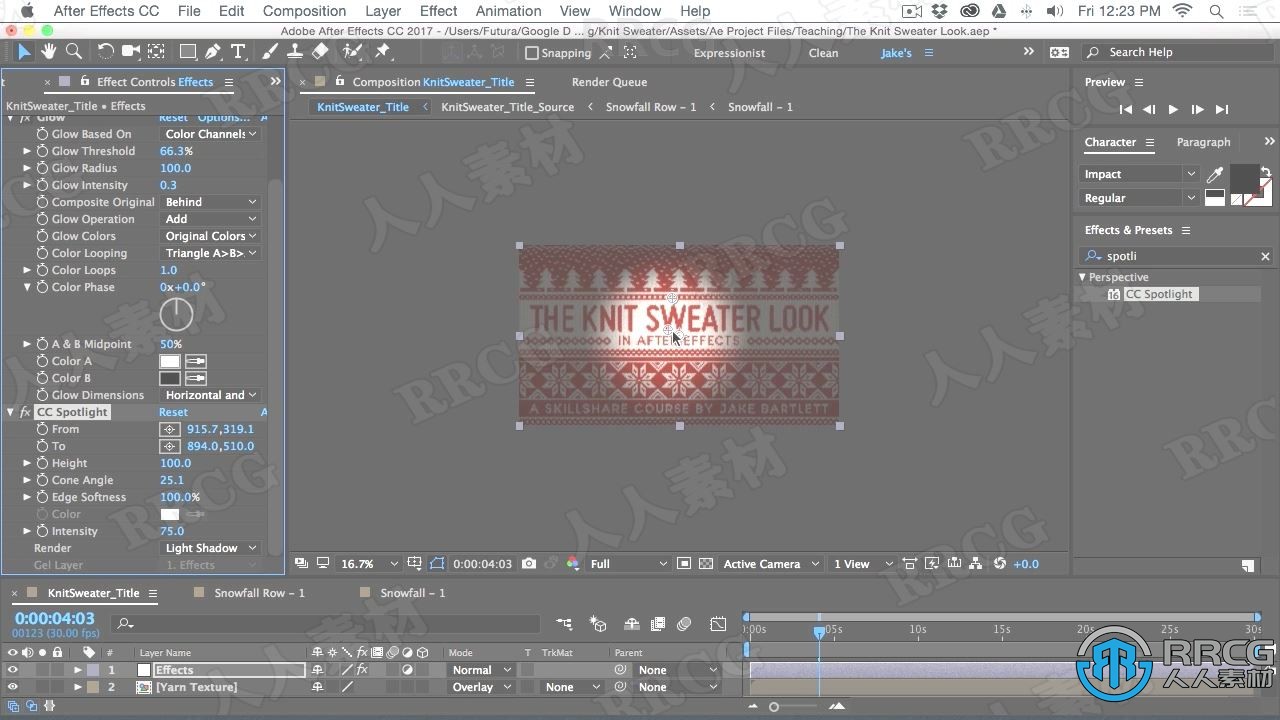 After Effects CC File Edit Composition Layer Effect Animation View Window Help Fri 12:23 PM
Adobe After Effects CC 2017 - /Users/Futura/Google D ... g/Knit Sweater/Assets/Ae Project Files/Teaching/The Knit Sweater Look.aep *
Snapping Expressionist Clean Jake's Search Help
Effect Controls Effects
Composition KnitSweater_Title Render Queue
Preview
KnitSweater_Title • Effects
KnitSweater_Title KnitSweater_Title_Source Snowfall Row - 1 Snowfall - 1
Glow Reset Options... A
Glow Based On Color Channels
Glow Threshold 66.3%
Glow Radius 100.0
Glow Intensity 0.3
Composite Original Behind
Glow Operation Add
Glow Colors Original Colors
Color Looping Triangle A>B>
Color Loops 1.0
Color Phase 0x+0.0°
A & B Midpoint 50%
Color A
Color B
Glow Dimensions Horizontal and
CC Spotlight Reset A
From 915.7,319.1
To 894.0,510.0
Height 100.0
Cone Angle 25.1
Edge Softness 100.0%
Color
Intensity 75.0
Render Light Shadow
Gel Layer 1. Effects
THE KNIT SWEATER LOOK
IN AFTER EFFECTS
A SKILLSHARE COURSE BY JAKE BARTLETT
16.7% 0:00:04:03 Full Active Camera 1 View +0.0
Character Paragraph
Impact
Regular
Effects & Presets
spotli
Perspective
16 CC Spotlight
KnitSweater_Title Snowfall Row - 1 Snowfall - 1
0:00:04:03
00123 (30.00 fps)
:00s 05s 10s 15s 20s 25s 30s
# Layer Name Mode T TrkMat Parent
1 Effects Normal None
2 [Yarn Texture] Overlay None None
RRCG
人人素材